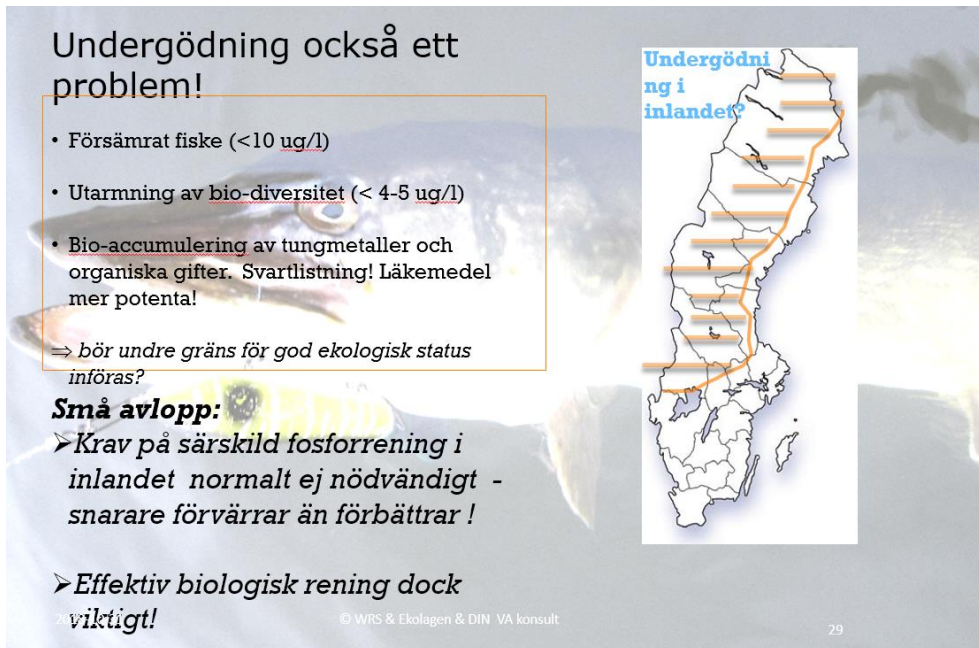 Undergödning också ett
problem!
• Försämrat fiske (<10 ug/l)
• Utarmning av bio-diversitet (< 4-5 ug/l)
• Bio-accumulering av tungmetaller och
organiska gifter. Svartlistning! Läkemedel
mer potenta!
⇒ bör undre gräns för god ekologisk status
införas?
Små avlopp:
➢Krav på särskild fosforrening i
inlandet normalt ej nödvändigt -
snarare förvärrar än förbättrar !
➢Effektiv biologisk rening dock
viktigt!
Undergödni
ng i
inlandet?
© WRS & Ekolagen & DIN VA konsult
29